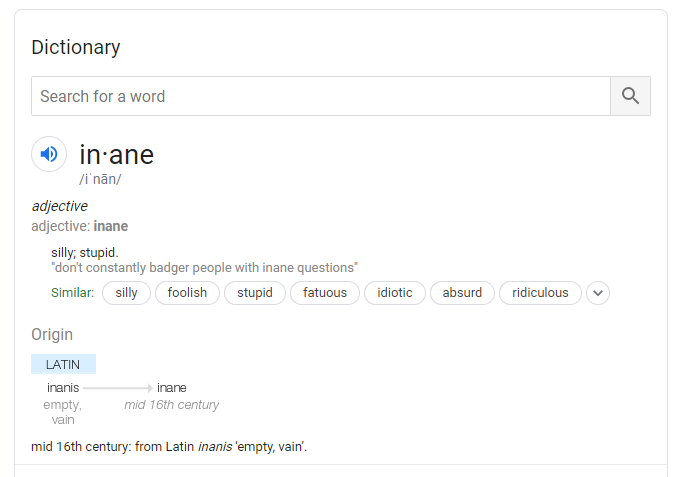 Dictionary
Search for a word
in·ane
/iˈnān/
adjective
adjective: inane
silly; stupid.
"don't constantly badger people with inane questions"
Similar: silly foolish stupid fatuous idiotic absurd ridiculous
Origin
LATIN
inanis inane
empty, mid 16th century
vain
mid 16th century: from Latin inanis ‘empty, vain’.